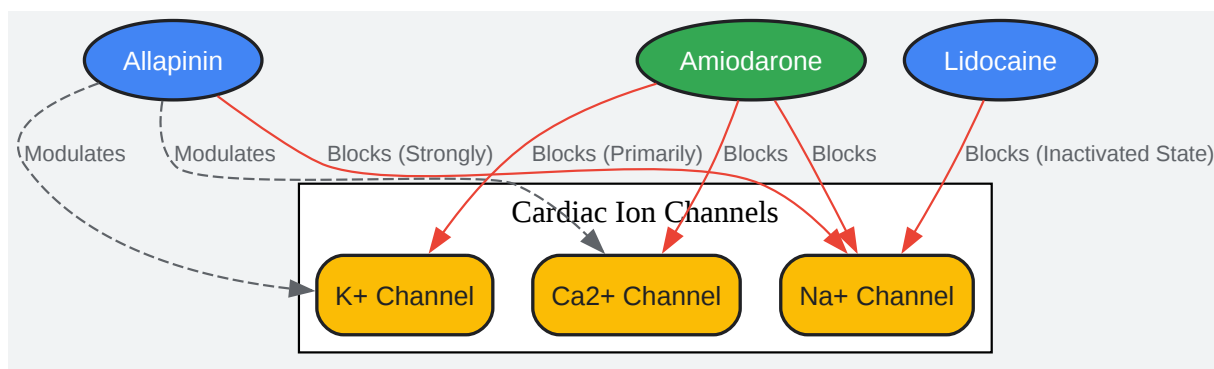 Allapinin
Amiodarone
Lidocaine
Modulates
Modulates
Blocks (Strongly)
Blocks (Primarily)
Blocks
Blocks
Blocks (Inactivated State)
Cardiac Ion Channels
K+ Channel
Ca2+ Channel
Na+ Channel